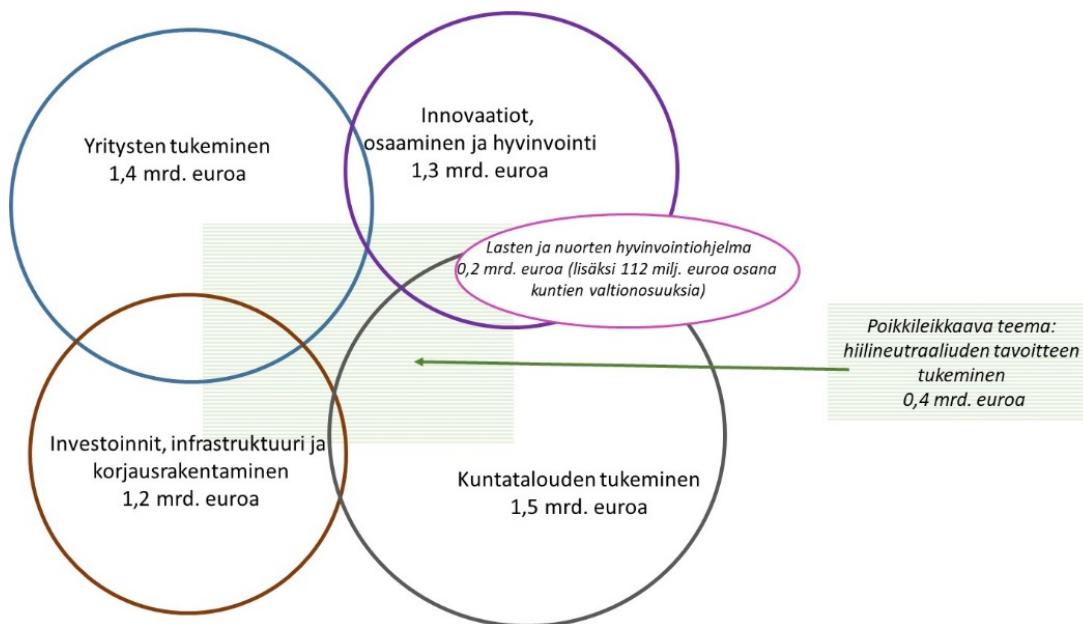 Yritysten tukeminen
1,4 mrd. euroa
Innovaatiot,
osaaminen ja hyvinvointi
1,3 mrd. euroa
Lasten ja nuorten hyvinvointiohjelma
0,2 mrd. euroa (lisäksi 112 milj. euroa osana
kuntien valtionosuuksia)
Poikkileikkaava teema:
hiilineutraaliuden tavoitteen
tukeminen
0,4 mrd. euroa
Investoinnit, infrastruktuuri ja
korjausrakentaminen
1,2 mrd. euroa
Kuntatalouden tukeminen
1,5 mrd. euroa